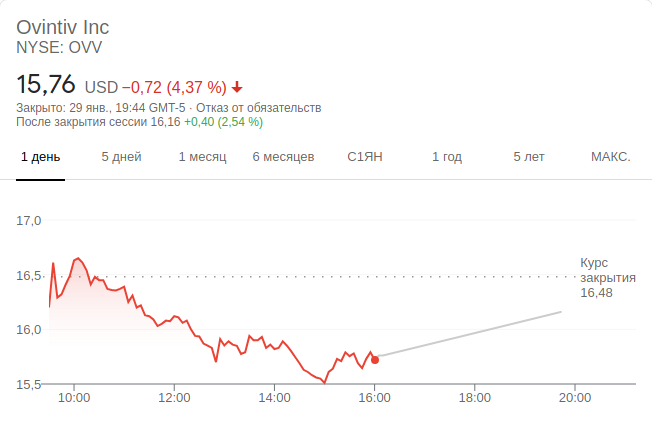 Ovintiv Inc
NYSE: OVV
15,76 USD −0,72 (4,37 %)
Закрыто: 29 янв., 19:44 GMT-5 · Отказ от обязательств
После закрытия сессии 16,16 +0,40 (2,54 %)
1 день 5 дней 1 месяц 6 месяцев С1ЯН 1 год 5 лет МАКС.
17,0
Курс
16,5 закрытия
16,48
16,0
15,5
10:00 12:00 14:00 16:00 18:00 20:00